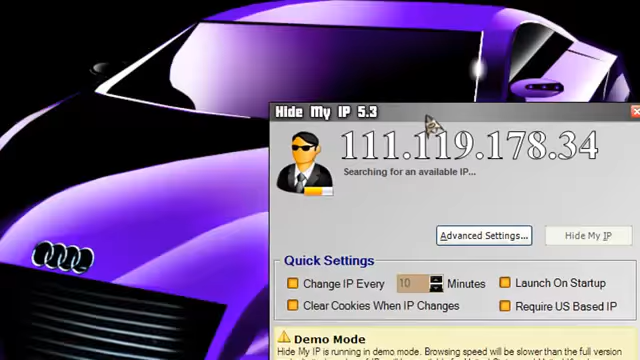 Hide My IP 5.3
111.119.178.34
Searching for an available IP...
Advanced Settings...
Hide My IP
Quick Settings
Change IP Every 10 Minutes
Launch On Startup
Clear Cookies When IP Changes
Require US Based IP
Demo Mode
Hide My IP is running in demo mode. Browsing speed will be slower than the full version